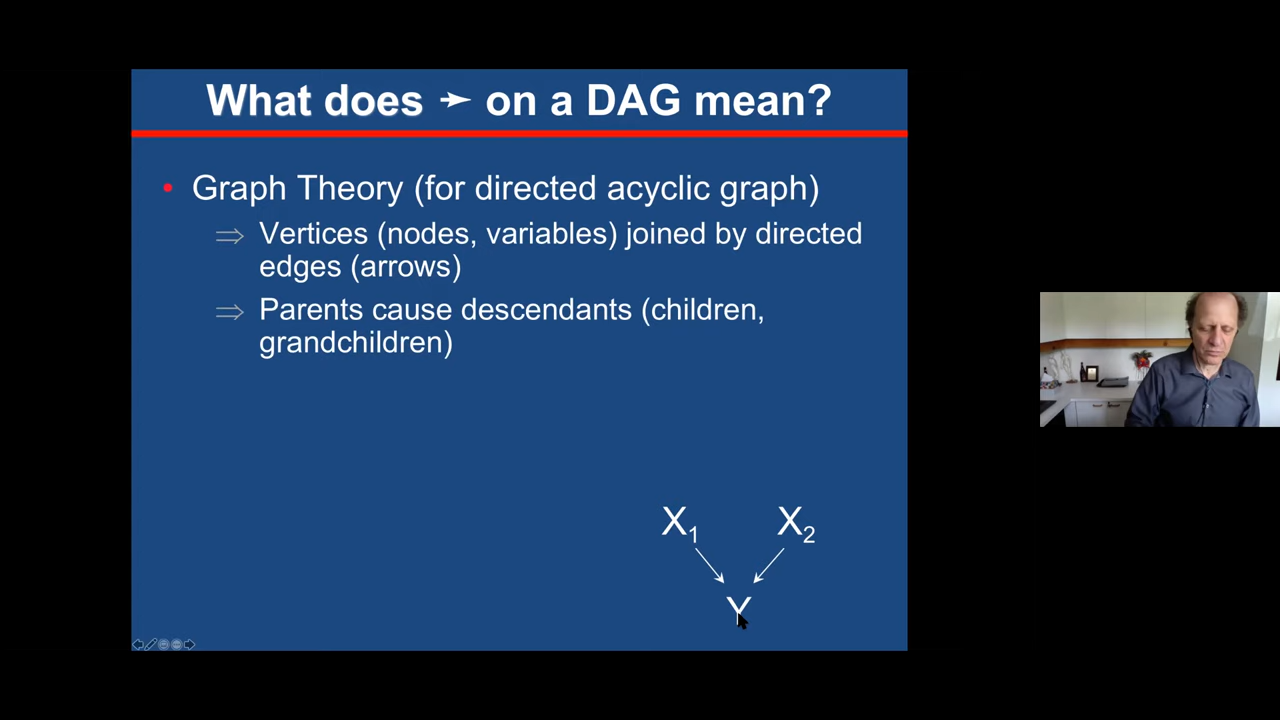 What does → on a DAG mean?
• Graph Theory (for directed acyclic graph)
⇒ Vertices (nodes, variables) joined by directed
edges (arrows)
⇒ Parents cause descendants (children,
grandchildren)
X₁ X₂
Y